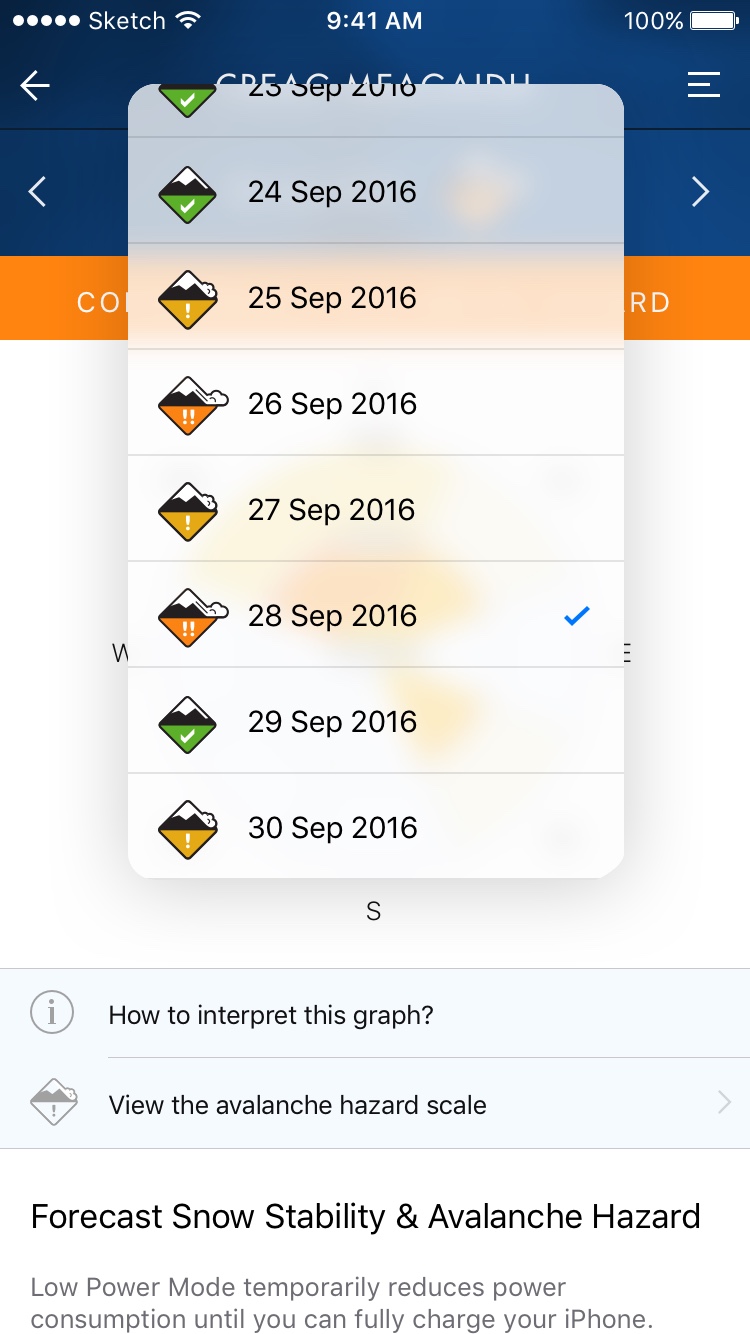 Sketch 9:41 AM 100%
CREAG MEAGAIDH
23 Sep 2016
24 Sep 2016
25 Sep 2016
26 Sep 2016
27 Sep 2016
28 Sep 2016
29 Sep 2016
30 Sep 2016
W E
S
How to interpret this graph?
View the avalanche hazard scale
Forecast Snow Stability & Avalanche Hazard
Low Power Mode temporarily reduces power
consumption until you can fully charge your iPhone.